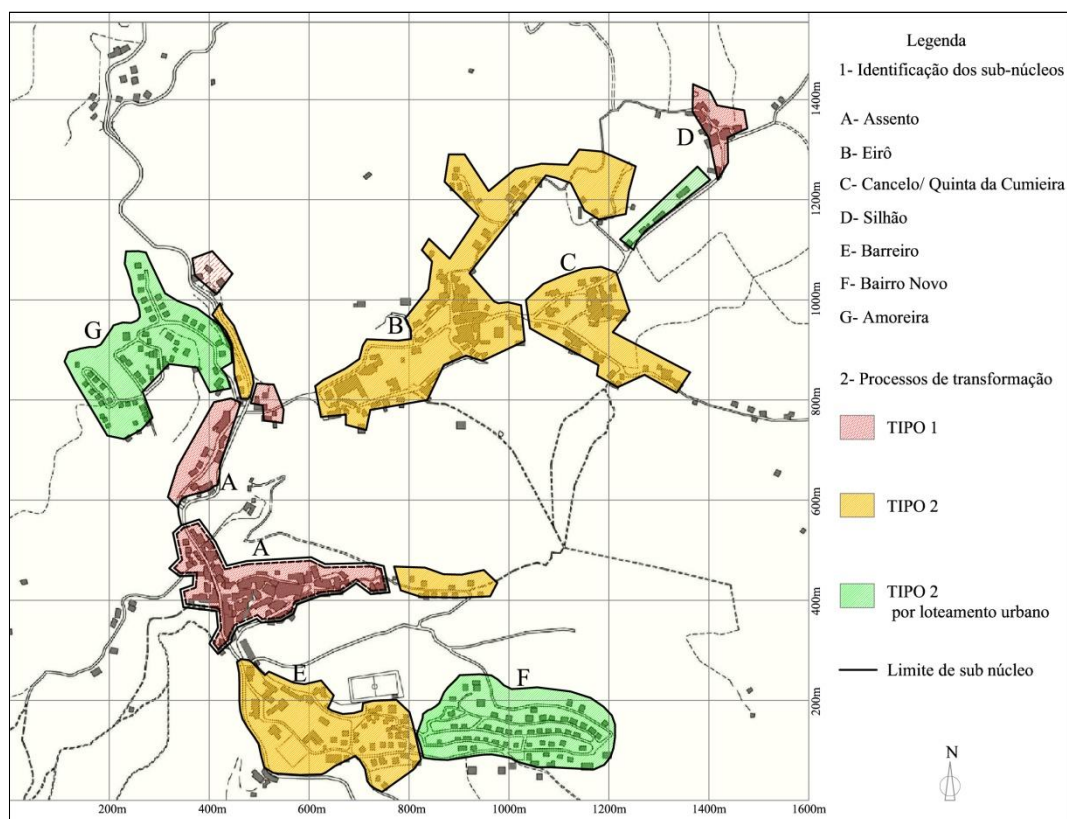 Legenda
1- Identificação dos sub-núcleos
A- Assento
B- Eirô
C- Cancelo/ Quinta da Cumieira
D- Silhão
E- Barreiro
F- Bairro Novo
G- Amoreira
2- Processos de transformação
TIPO 1
TIPO 2
TIPO 2
por loteamento urbano
Limite de sub núcleo
N
D
C
B
G
A
A
E
F
1400m
1200m
1000m
800m
600m
400m
200m
200m
400m
600m
800m
1000m
1200m
1400m
1600m